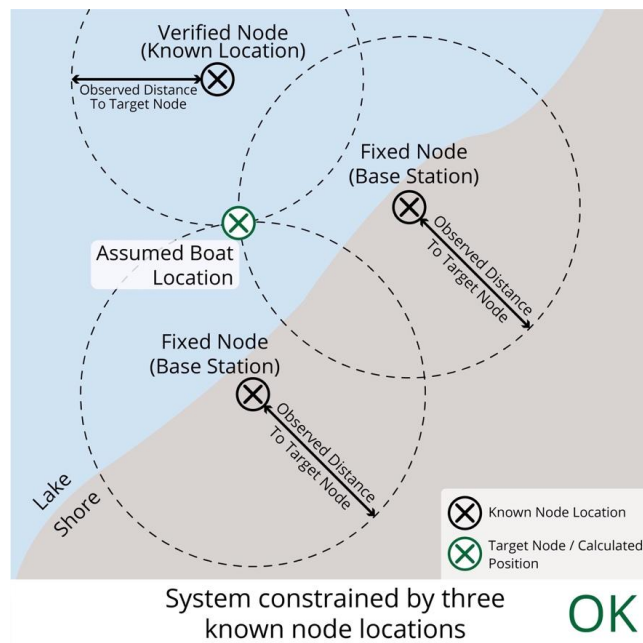 Verified Node
(Known Location)
Observed Distance
To Target Node
Fixed Node
(Base Station)
Observed Distance
To Target Node
Assumed Boat
Location
Fixed Node
(Base Station)
Observed Distance
To Target Node
Lake
Shore
Known Node Location
Target Node / Calculated
Position
System constrained by three
known node locations
OK